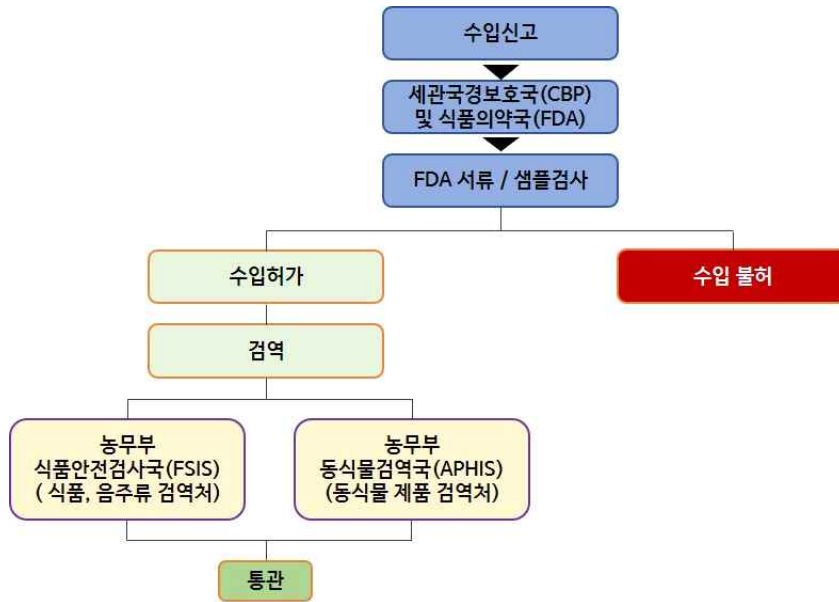 수입신고
세관국경보호국(CBP)
및 식품의약국(FDA)
FDA 서류 / 샘플검사
수입허가
수입 불허
검역
농무부
식품안전검사국(FSIS)
( 식품, 음주류 검역처)
농무부
동식물검역국(APHIS)
(동식물 제품 검역처)
통관